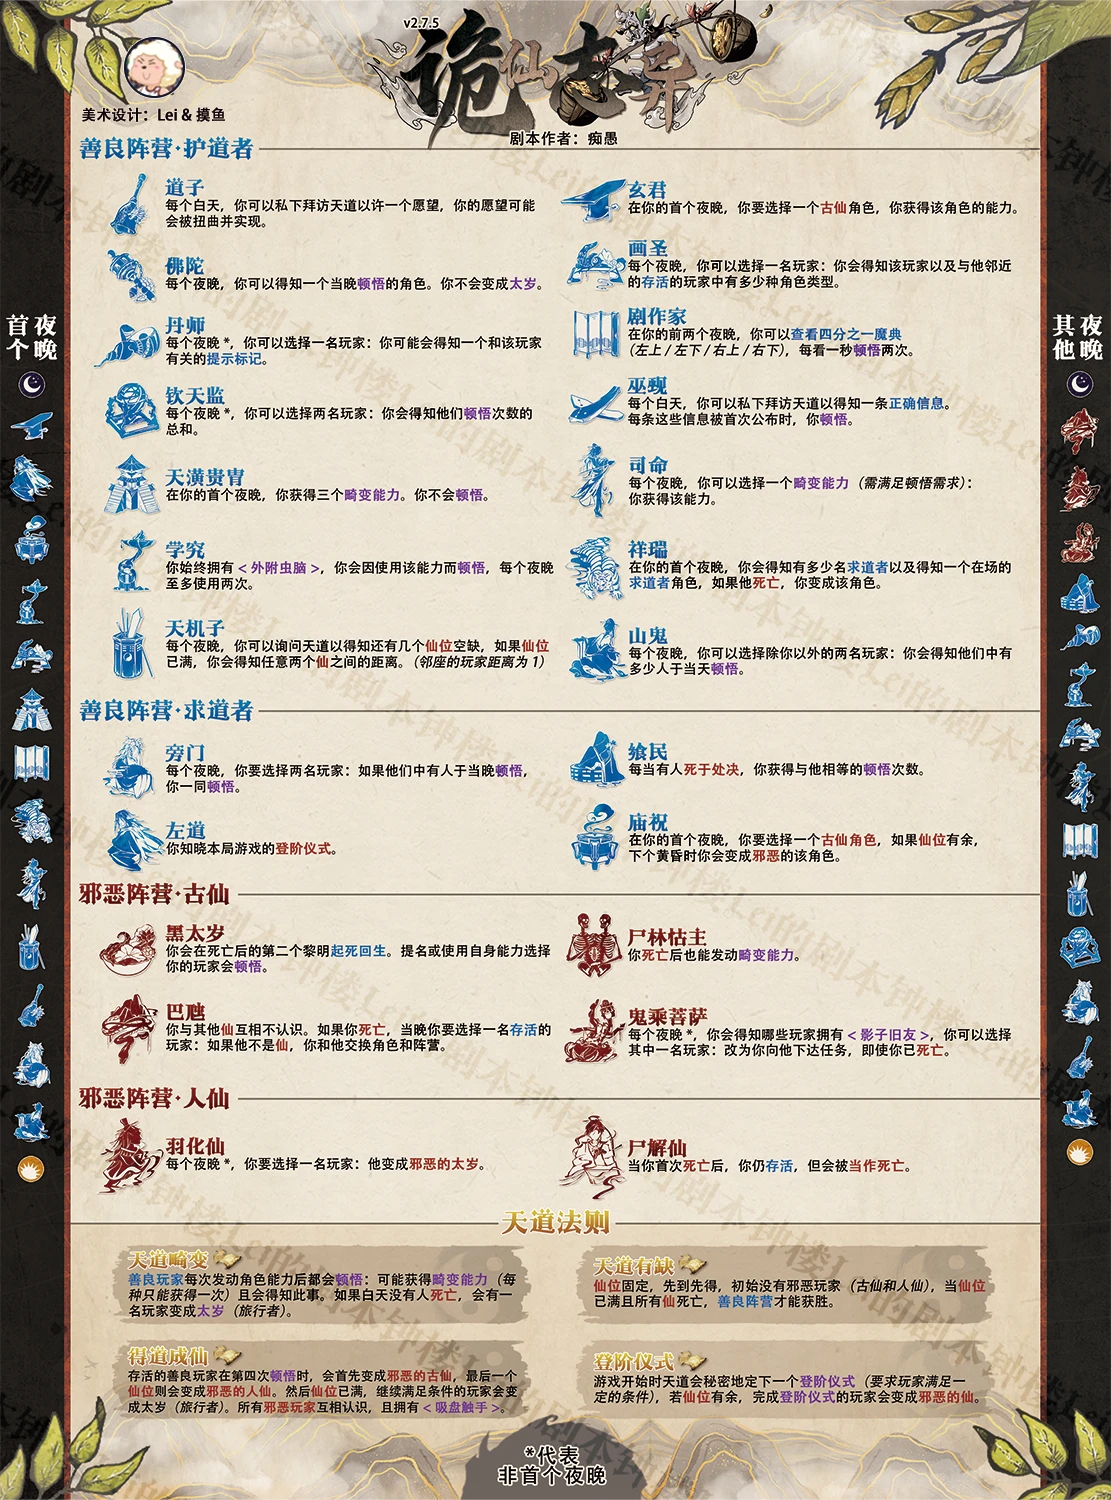 v2.7.5
诡仙志异
美术设计：Lei & 摸鱼
剧本作者：痴愚
善良阵营·护道者
道子
每个白天，你可以私下拜访天道以许一个愿望，你的愿望可能
会被扭曲并实现。
佛陀
每个夜晚，你可以得知一个当晚顿悟的角色。你不会变成太岁。
丹师
每个夜晚 *，你可以选择一名玩家：你可能会得知一个和该玩家
有关的提示标记。
钦天监
每个夜晚 *，你可以选择两名玩家：你会得知他们顿悟次数的
总和。
天潢贵胄
在你的首个夜晚，你获得三个畸变能力。你不会顿悟。
学究
你始终拥有 < 外附虫脑 >，你会因使用该能力而顿悟，每个夜晚
至多使用两次。
天机子
每个夜晚，你可以询问天道以得知还有几个仙位空缺，如果仙位
已满，你会得知任意两个仙之间的距离。（邻座的玩家距离为 1）
玄君
在你的首个夜晚，你要选择一个古仙角色，你获得该角色的能力。
画圣
每个夜晚，你可以选择一名玩家：你会得知该玩家以及与他邻近
的存活的玩家中有多少种角色类型。
剧作家
在你的前两个夜晚，你可以查看四分之一魔典
（左上 / 左下 / 右上 / 右下），每看一秒顿悟两次。
巫觋
每个白天，你可以私下拜访天道以得知一条正确信息。
每条这些信息被首次公布时，你顿悟。
司命
每个夜晚，你可以选择一个畸变能力（需满足顿悟需求）：
你获得该能力。
祥瑞
在你的首个夜晚，你会得知有多少名求道者以及得知一个在场的
求道者角色，如果他死亡，你变成该角色。
山鬼
每个夜晚，你可以选择除你以外的两名玩家：你会得知他们中有
多少人于当天顿悟。
善良阵营·求道者
旁门
每个夜晚，你要选择两名玩家：如果他们中有人于当晚顿悟，
你一同顿悟。
左道
你知晓本局游戏的登阶仪式。
飨民
每当有人死于处决，你获得与他相等的顿悟次数。
庙祝
在你的首个夜晚，你要选择一个古仙角色，如果仙位有余，
下个黄昏时你会变成邪恶的该角色。
邪恶阵营·古仙
黑太岁
你会在死亡后的第二个黎明起死回生。提名或使用自身能力选择
你的玩家会顿悟。
巴虺
你与其他仙互相不认识。如果你死亡，当晚你要选择一名存活的
玩家：如果他不是仙，你和他交换角色和阵营。
尸林怙主
你死亡后也能发动畸变能力。
鬼乘菩萨
每个夜晚 *，你会得知哪些玩家拥有 < 影子旧友 >，你可以选择
其中一名玩家：改为你向他下达任务，即使你已死亡。
邪恶阵营·人仙
羽化仙
每个夜晚 *，你要选择一名玩家：他变成邪恶的太岁。
尸解仙
当你首次死亡后，你仍存活，但会被当作死亡。
天道法则
天道畸变
善良玩家每次发动角色能力后都会顿悟：可能获得畸变能力（每
种只能获得一次）且会得知此事。如果白天没有人死亡，会有一
名玩家变成太岁（旅行者）。
天道有缺
仙位固定，先到先得，初始没有邪恶玩家（古仙和人仙），当仙位
已满且所有仙死亡，善良阵营才能获胜。
得道成仙
存活的善良玩家在第四次顿悟时，会首先变成邪恶的古仙，最后一个
仙位则会变成邪恶的人仙。然后仙位已满，继续满足条件的玩家会变
成太岁（旅行者）。所有邪恶玩家互相认识，且拥有 < 吸盘触手 >。
登阶仪式
游戏开始时天道会秘密地定下一个登阶仪式（要求玩家满足一
定的条件），若仙位有余，完成登阶仪式的玩家会变成邪恶的仙。
*代表
非首个夜晚
首个夜晚
其他夜晚